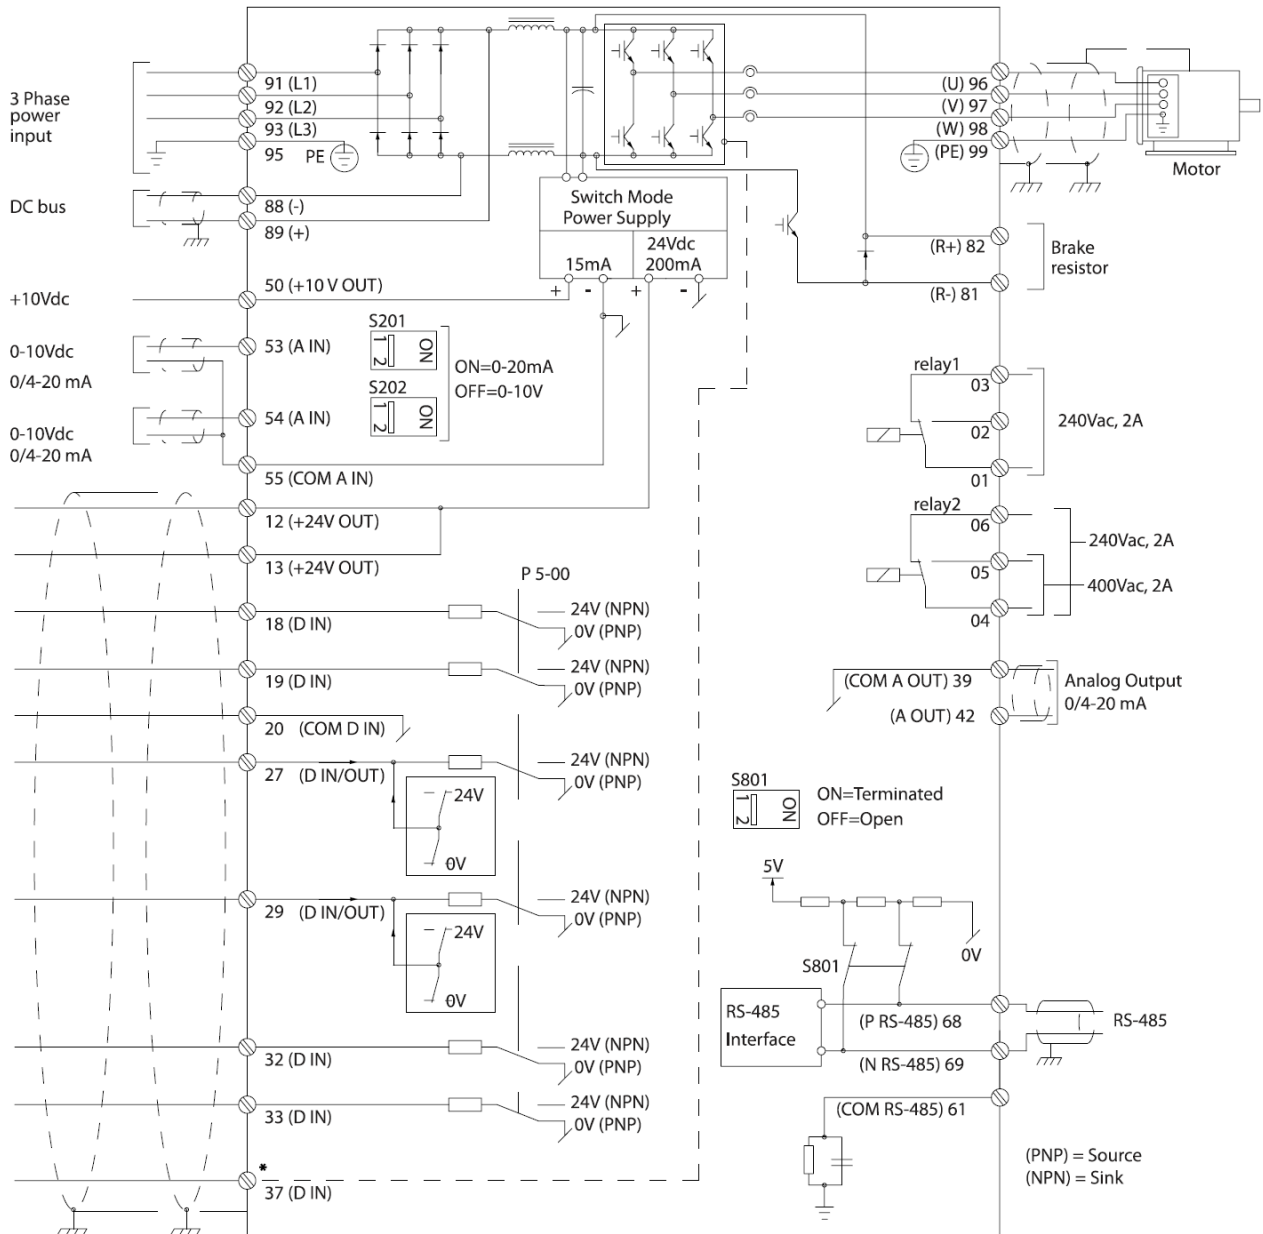 3 Phase
power
input
91 (L1)
92 (L2)
93 (L3)
95 PE
DC bus
88 (-)
89 (+)
+10Vdc
50 (+10 V OUT)
0-10Vdc
0/4-20 mA
53 (A IN)
S201
1 2 ON
ON=0-20mA
OFF=0-10V
S202
1 2 ON
0-10Vdc
0/4-20 mA
54 (A IN)
55 (COM A IN)
12 (+24V OUT)
13 (+24V OUT)
P 5-00
18 (D IN)
24V (NPN)
0V (PNP)
19 (D IN)
24V (NPN)
0V (PNP)
20 (COM D IN)
27 (D IN/OUT)
24V (NPN)
0V (PNP)
24V
0V
29 (D IN/OUT)
24V (NPN)
0V (PNP)
24V
0V
32 (D IN)
24V (NPN)
0V (PNP)
33 (D IN)
24V (NPN)
0V (PNP)
*
37 (D IN)
Switch Mode
Power Supply
15mA
24Vdc
200mA
+ - + -
(U) 96
(V) 97
(W) 98
(PE) 99
Motor
(R+) 82
(R-) 81
Brake
resistor
relay1
03
02
01
240Vac, 2A
relay2
06
05
04
240Vac, 2A
400Vac, 2A
(COM A OUT) 39
(A OUT) 42
Analog Output
0/4-20 mA
S801
1 2 ON
ON=Terminated
OFF=Open
5V
0V
S801
RS-485
Interface
(P RS-485) 68
(N RS-485) 69
RS-485
(COM RS-485) 61
(PNP) = Source
(NPN) = Sink